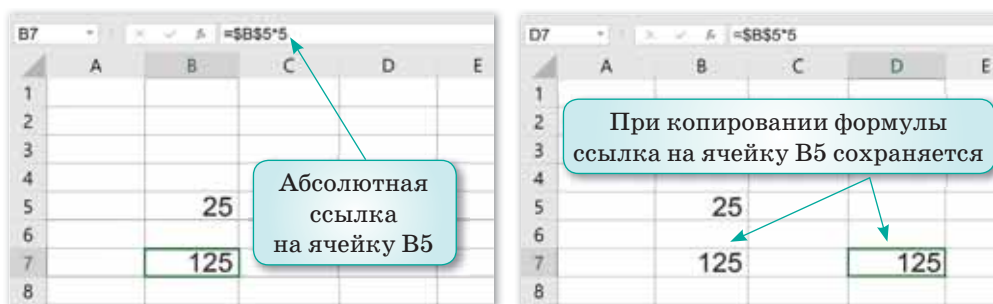 B7 =$B$5*5
A B C D E
1
2
3
4
5 25
6
7 125
8
Абсолютная
ссылка
на ячейку B5
D7 =$B$5*5
A B C D E
1
2
3
4
5 25
6
7 125 125
8
При копировании формулы
ссылка на ячейку B5 сохраняется